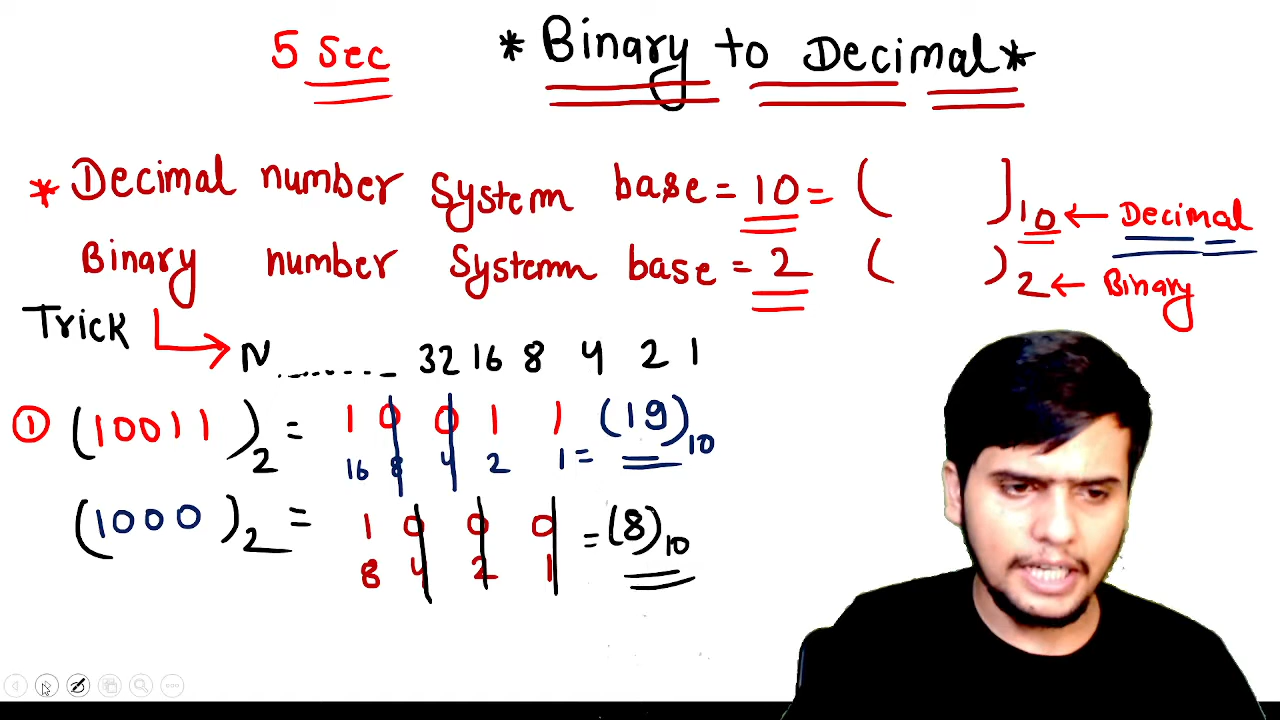 5 Sec * Binary to Decimal *
* Decimal number System base = 10 = ( )10 ← Decimal
Binary number Systemm base = 2 ( )2 ← Binary
Trick → N ......... 32 16 8 4 2 1
① (10011)2 = 1 0 0 1 1 (19)10
16 8 4 2 1 =
(1000)2 = 1 0 0 0 = (8)10
8 4 2 1